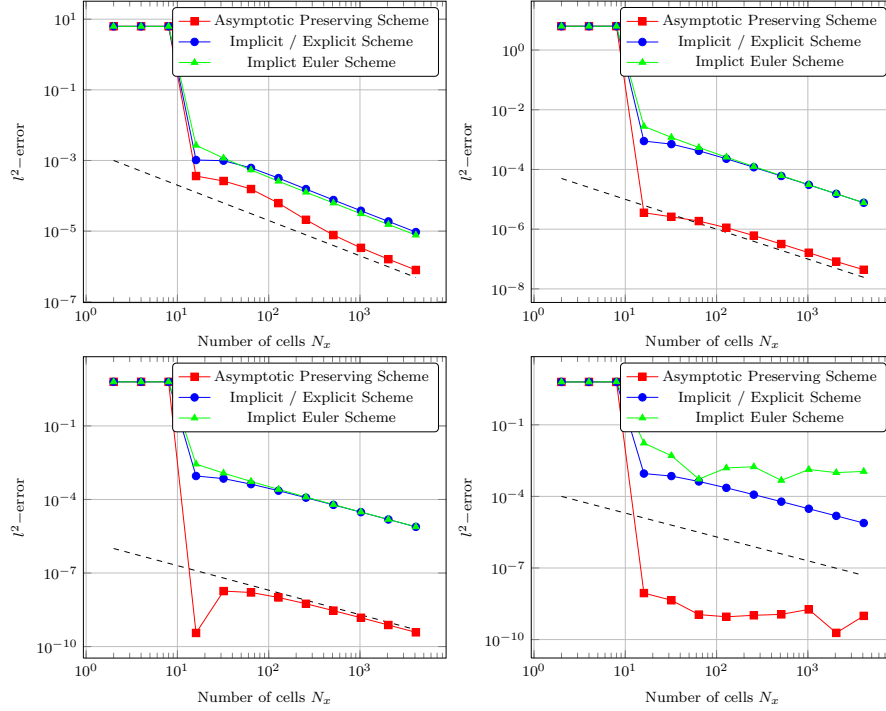 Asymptotic Preserving Scheme
Implicit / Explicit Scheme
Implict Euler Scheme
10^1
10^−1
10^−3
10^−5
10^−7
l^2−error
10^0 10^1 10^2 10^3
Number of cells N_x
Asymptotic Preserving Scheme
Implicit / Explicit Scheme
Implict Euler Scheme
10^0
10^−2
10^−4
10^−6
10^−8
l^2−error
10^0 10^1 10^2 10^3
Number of cells N_x
Asymptotic Preserving Scheme
Implicit / Explicit Scheme
Implict Euler Scheme
10^−1
10^−4
10^−7
10^−10
l^2−error
10^0 10^1 10^2 10^3
Number of cells N_x
Asymptotic Preserving Scheme
Implicit / Explicit Scheme
Implict Euler Scheme
10^−1
10^−4
10^−7
10^−10
l^2−error
10^0 10^1 10^2 10^3
Number of cells N_x